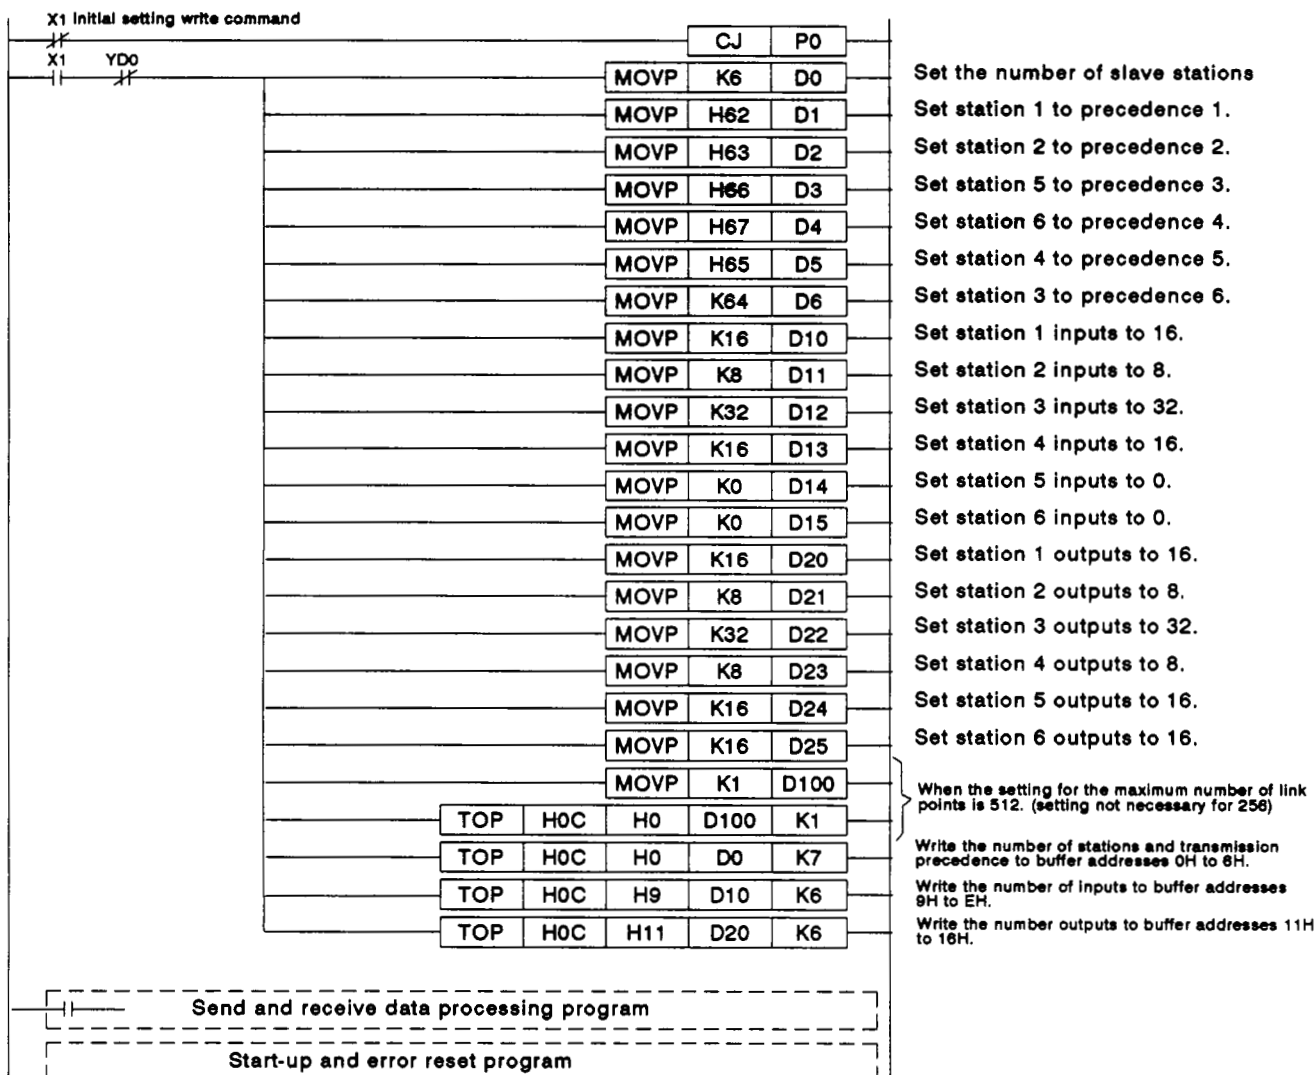 X1 Initial setting write command
CJ P0
X1 YD0
MOVP K6 D0 Set the number of slave stations
MOVP H62 D1 Set station 1 to precedence 1.
MOVP H63 D2 Set station 2 to precedence 2.
MOVP H66 D3 Set station 5 to precedence 3.
MOVP H67 D4 Set station 6 to precedence 4.
MOVP H65 D5 Set station 4 to precedence 5.
MOVP K64 D6 Set station 3 to precedence 6.
MOVP K16 D10 Set station 1 inputs to 16.
MOVP K8 D11 Set station 2 inputs to 8.
MOVP K32 D12 Set station 3 inputs to 32.
MOVP K16 D13 Set station 4 inputs to 16.
MOVP K0 D14 Set station 5 inputs to 0.
MOVP K0 D15 Set station 6 inputs to 0.
MOVP K16 D20 Set station 1 outputs to 16.
MOVP K8 D21 Set station 2 outputs to 8.
MOVP K32 D22 Set station 3 outputs to 32.
MOVP K8 D23 Set station 4 outputs to 8.
MOVP K16 D24 Set station 5 outputs to 16.
MOVP K16 D25 Set station 6 outputs to 16.
MOVP K1 D100
When the setting for the maximum number of link
points is 512. (setting not necessary for 256)
TOP H0C H0 D100 K1
TOP H0C H0 D0 K7
Write the number of stations and transmission
precedence to buffer addresses 0H to 6H.
TOP H0C H9 D10 K6
Write the number of inputs to buffer addresses
9H to EH.
TOP H0C H11 D20 K6
Write the number outputs to buffer addresses 11H
to 16H.
Send and receive data processing program
Start-up and error reset program